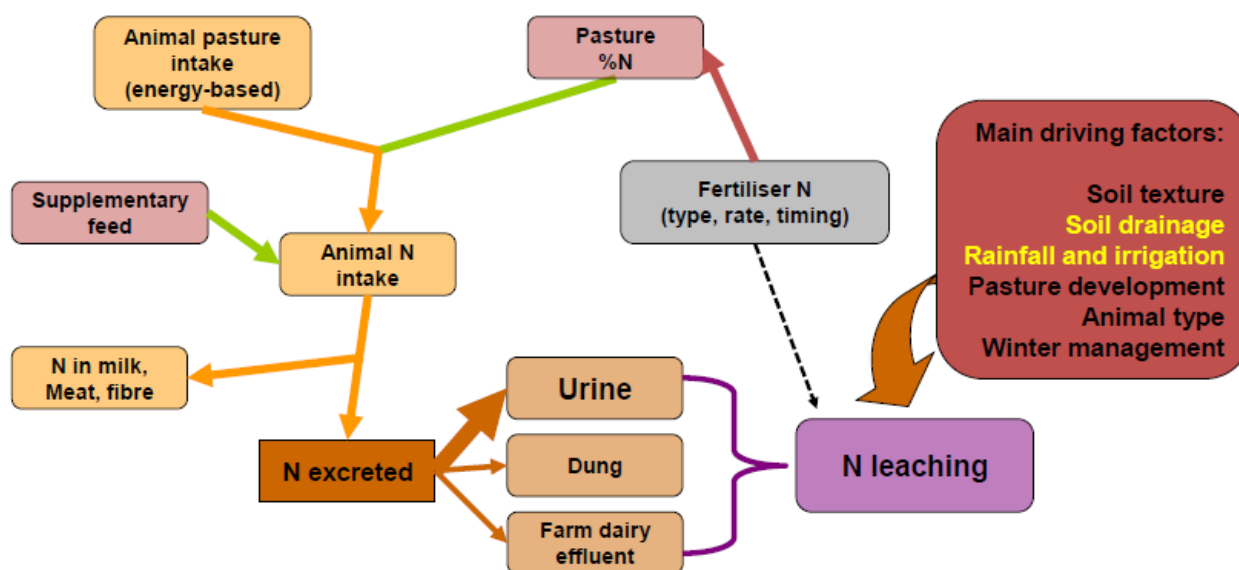 Animal pasture
intake
(energy-based)
Pasture
%N
Main driving factors:
Soil texture
Soil drainage
Rainfall and irrigation
Pasture development
Animal type
Winter management
Supplementary
feed
Fertiliser N
(type, rate, timing)
Animal N
intake
N in milk,
Meat, fibre
Urine
N excreted
Dung
N leaching
Farm dairy
effluent